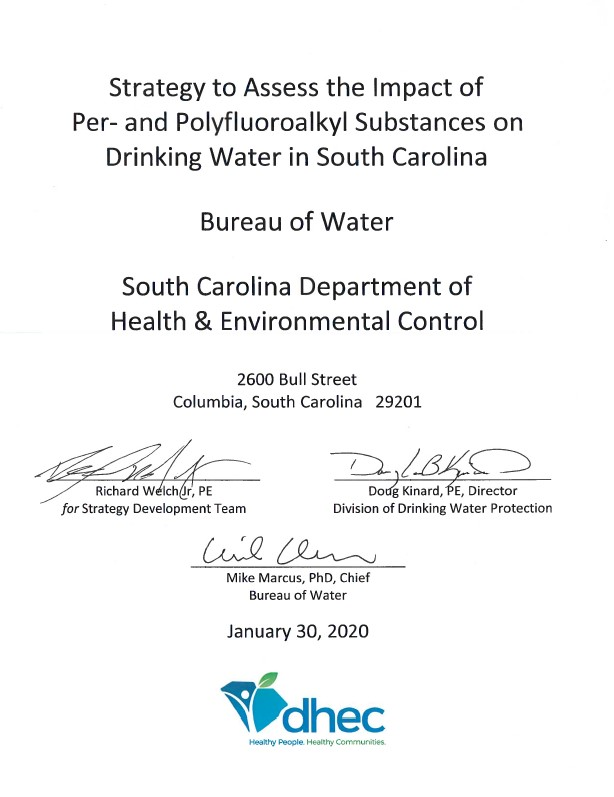 Strategy to Assess the Impact of
Per- and Polyfluoroalkyl Substances on
Drinking Water in South Carolina
Bureau of Water
South Carolina Department of
Health & Environmental Control
2600 Bull Street
Columbia, South Carolina 29201
Richard Welch Jr, PE
for Strategy Development Team
Doug Kinard, PE, Director
Division of Drinking Water Protection
Mike Marcus, PhD, Chief
Bureau of Water
January 30, 2020
dhec
Healthy People. Healthy Communities.